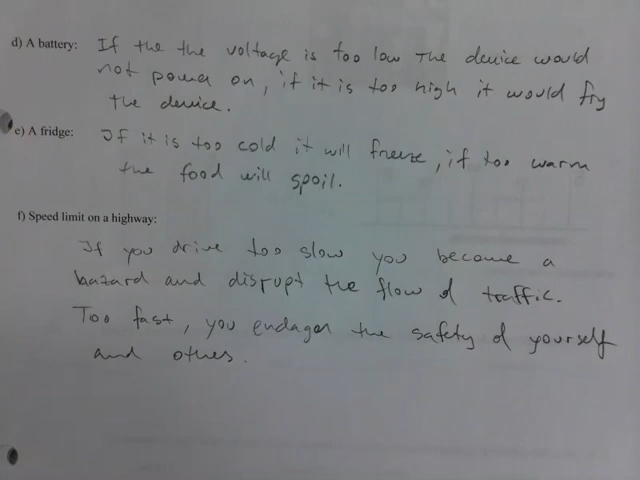 d) A battery: If the the voltage is too low The device would
not power on, if it is too high it would fry
the device.
e) A fridge: If it is too cold it will freeze, if too warm
the food will spoil.
f) Speed limit on a highway:
If you drive too slow you become a
hazard and disrupt the flow of traffic.
Too fast, you endager the safety of yourself
and others.